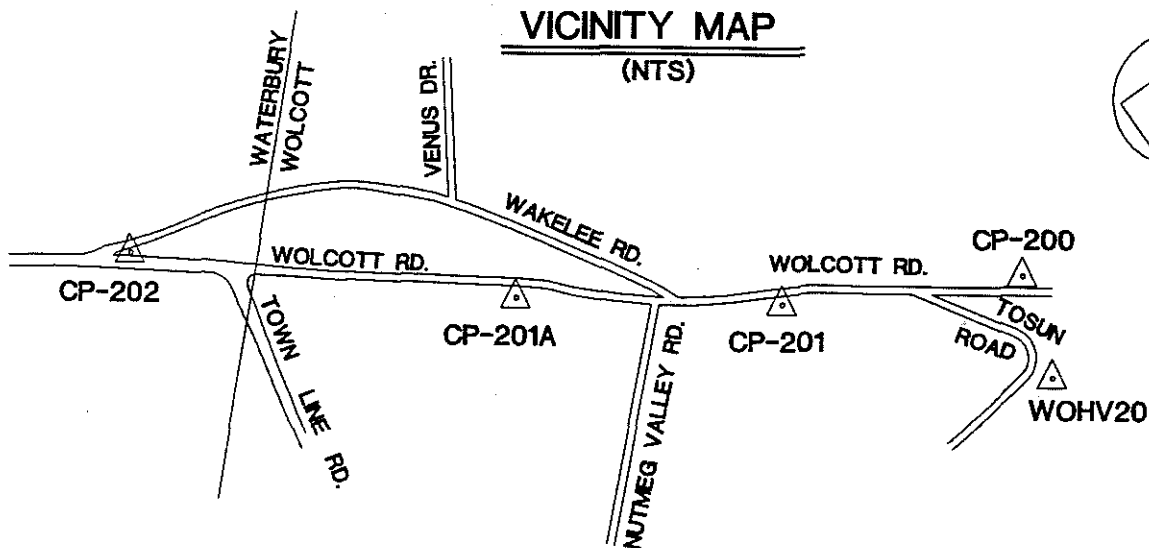 VICINITY MAP
(NTS)
WATERBURY
WOLCOTT
VENUS DR.
WAKELEE RD.
WOLCOTT RD.
WOLCOTT RD.
CP-200
CP-202
TOWN LINE RD.
CP-201A
NUTMEG VALLEY RD.
CP-201
TOSUN
ROAD
WOHV20